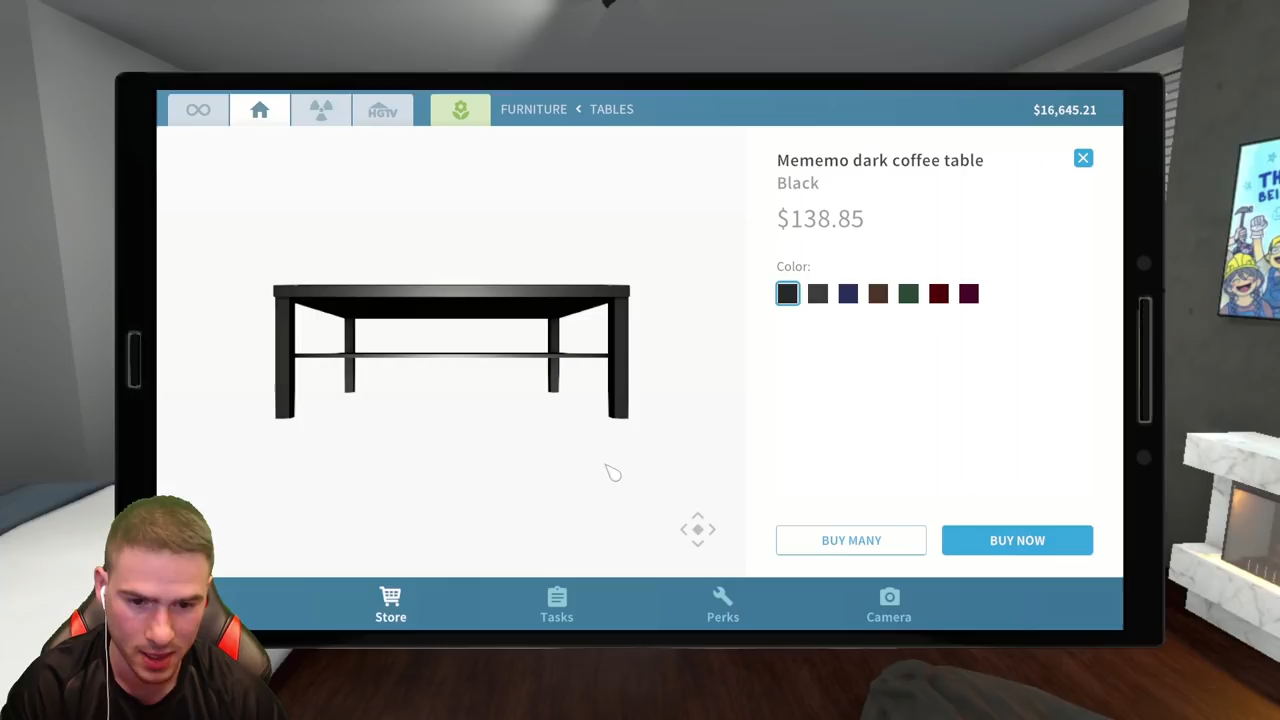 HGTV
FURNITURE < TABLES
$16,645.21
Mememo dark coffee table
Black
$138.85
Color:
BUY MANY
BUY NOW
Store
Tasks
Perks
Camera